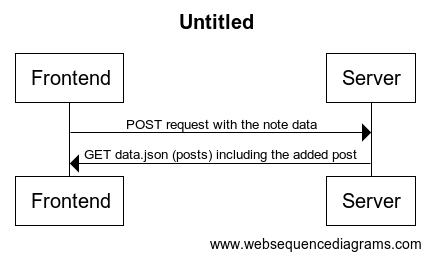 Untitled
Frontend
Server
POST request with the note data
GET data.json (posts) including the added post
Frontend
Server
www.websequencediagrams.com